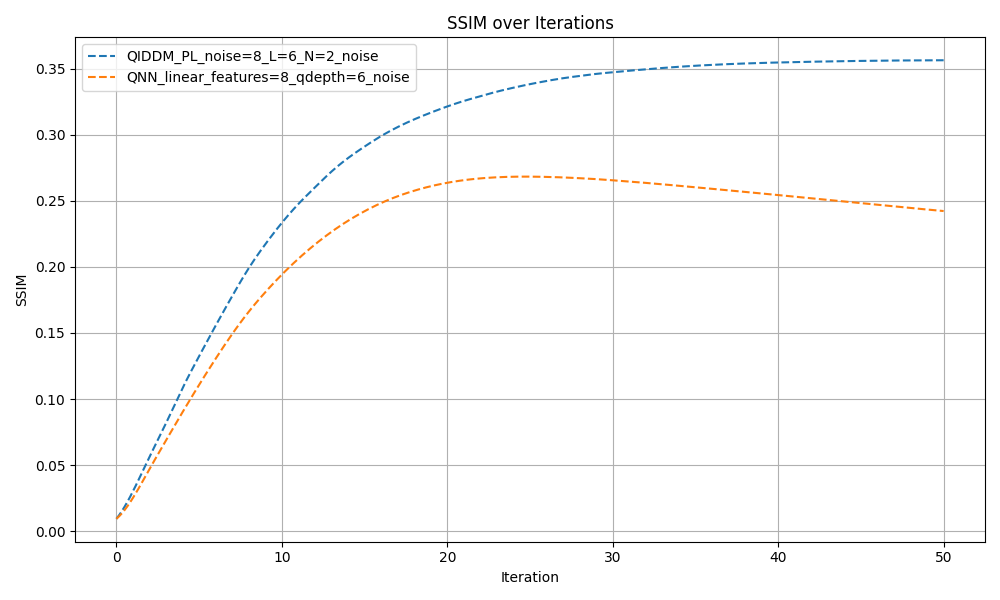 SSIM over Iterations
QIDDM_PL_noise=8_L=6_N=2_noise
QNN_linear_features=8_qdepth=6_noise
SSIM
0.35
0.30
0.25
0.20
0.15
0.10
0.05
0.00
0 10 20 30 40 50
Iteration